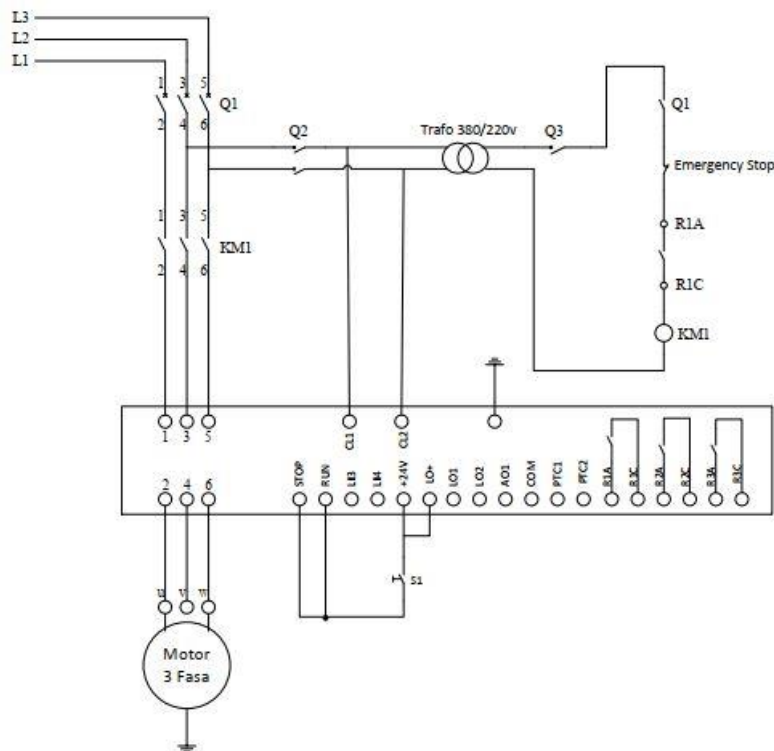 L3
L2
L1
1 3 5
Q1
2 4 6
Q2
Trafo 380/220v
Q3
Q1
Emergency Stop
1 3 5
KM1
2 4 6
R1A
R1C
KM1
1 3 5
CL1
CL2
2 4 6
STOP
RUN
LI3
LI4
+24V
LO+
LO1
LO2
AO1
COM
PTC1
PTC2
R1A
R1C
R2A
R2C
R3A
R3C
S1
u v w
Motor
3 Fasa